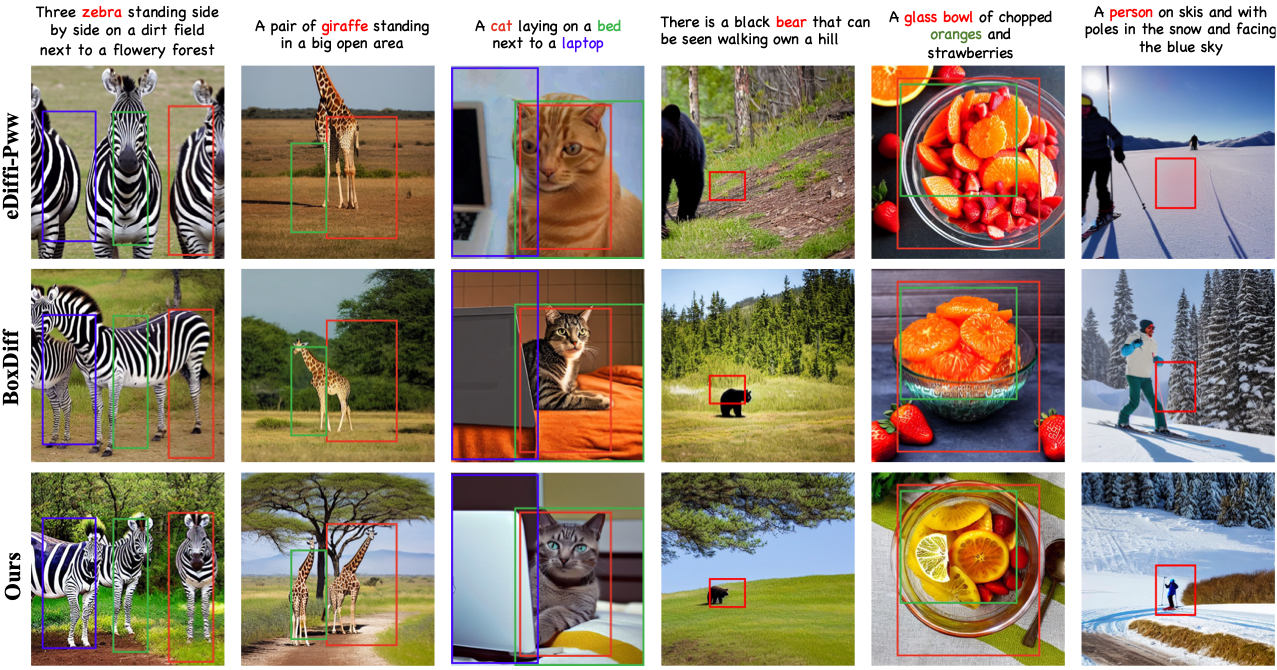 Three zebra standing side
by side on a dirt field
next to a flowery forest
A pair of giraffe standing
in a big open area
A cat laying on a bed
next to a laptop
There is a black bear that can
be seen walking own a hill
A glass bowl of chopped
oranges and
strawberries
A person on skis and with
poles in the snow and facing
the blue sky
eDiffi-Pww
BoxDiff
Ours